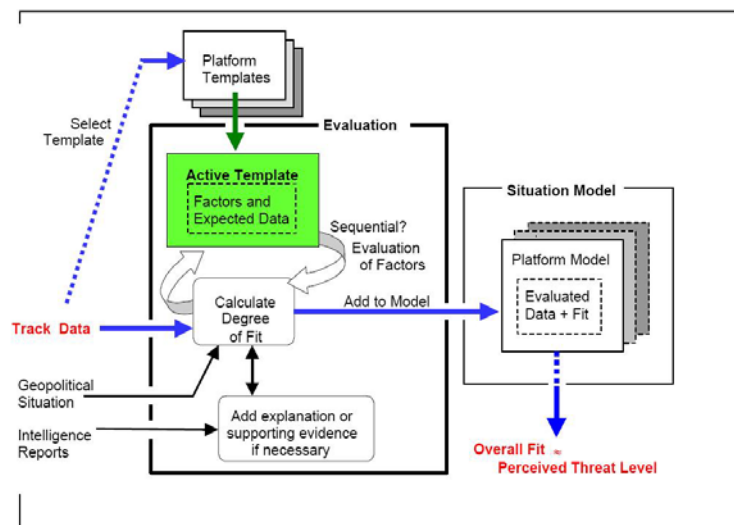 Platform
Templates
Select
Template
Evaluation
Active Template
Factors and
Expected Data
Sequential?
Evaluation
of Factors
Situation Model
Platform Model
Evaluated
Data + Fit
Calculate
Degree
of Fit
Add to Model
Track Data
Geopolitical
Situation
Intelligence
Reports
Add explanation or
supporting evidence
if necessary
Overall Fit ≈
Perceived Threat Level